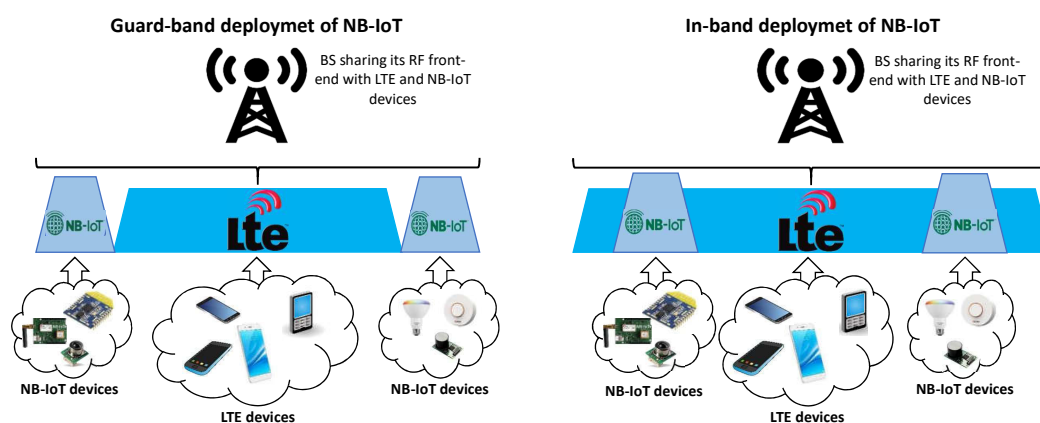 Guard-band deploymet of NB-IoT
BS sharing its RF front-
end with LTE and NB-IoT
devices
NB-IoT
Lte
NB-IoT
NB-IoT devices
LTE devices
NB-IoT devices
In-band deploymet of NB-IoT
BS sharing its RF front-
end with LTE and NB-IoT
devices
NB-IoT
Lte
NB-IoT
NB-IoT devices
LTE devices
NB-IoT devices